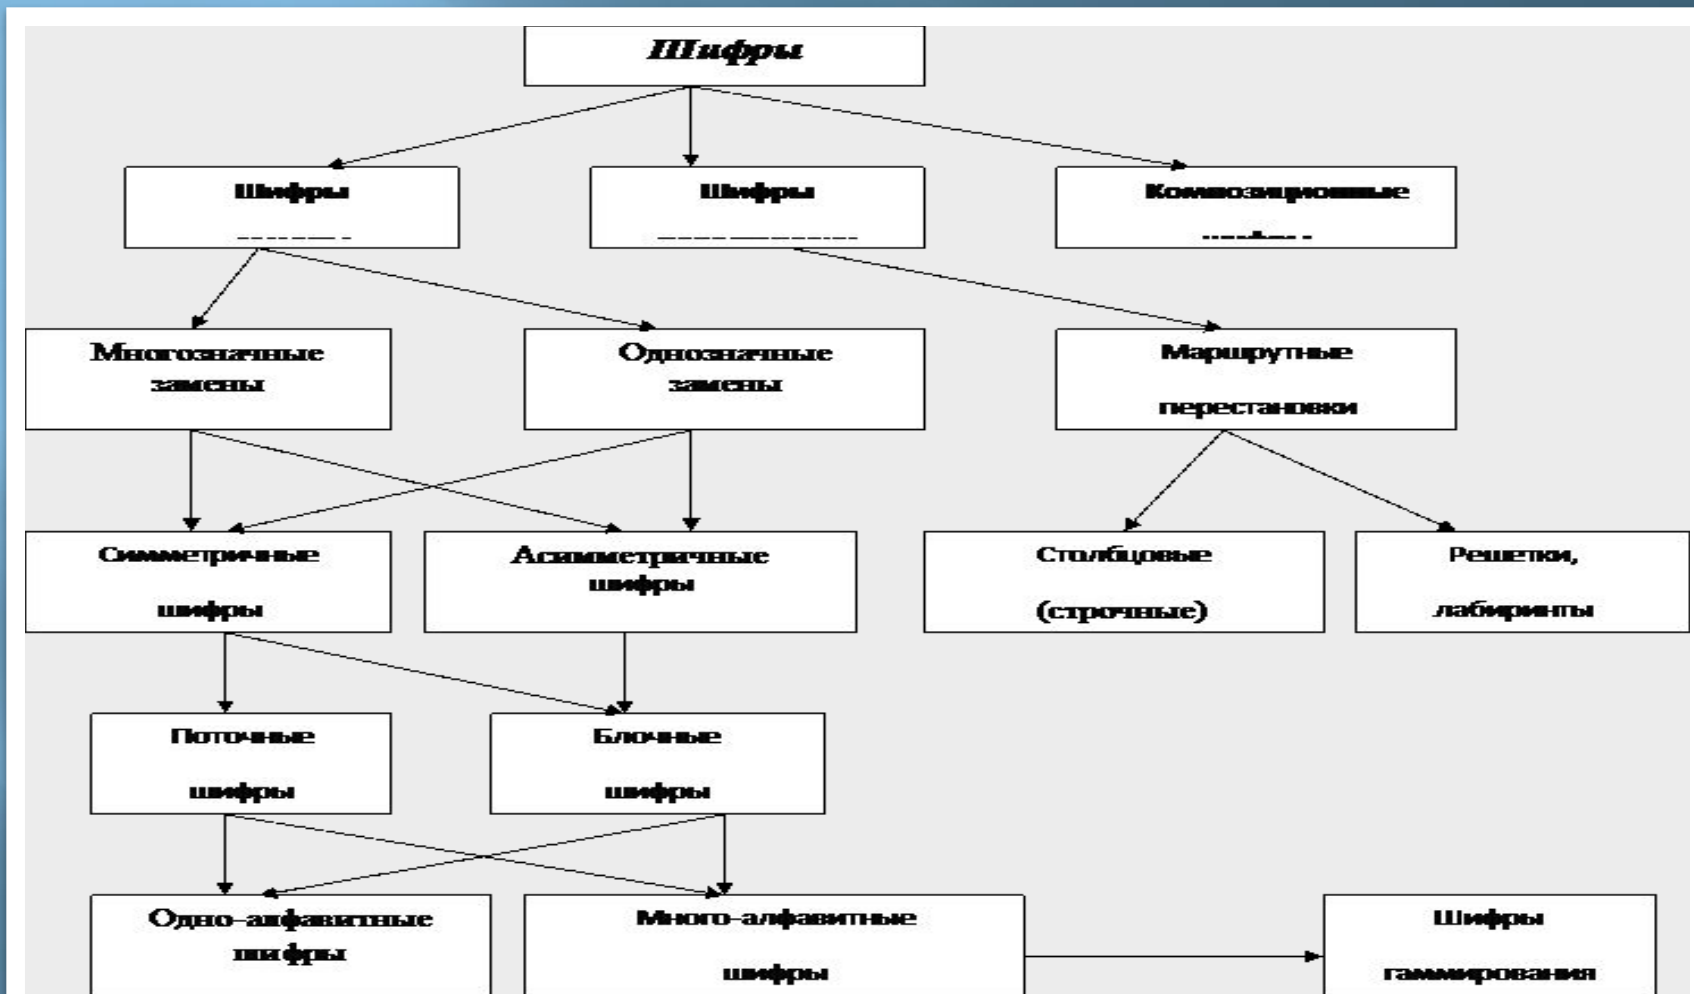 Шифры
Шифры
Шифры
Композиционные
Многозначные
замены
Однозначные
замены
Маршрутные
перестановки
Симметричные
шифры
Асимметричные
шифры
Столбцовые
(строчные)
Решетки,
лабиринты
Поточные
шифры
Блочные
шифры
Одно-алфавитные
шифры
Много-алфавитные
шифры
Шифры
гаммирования